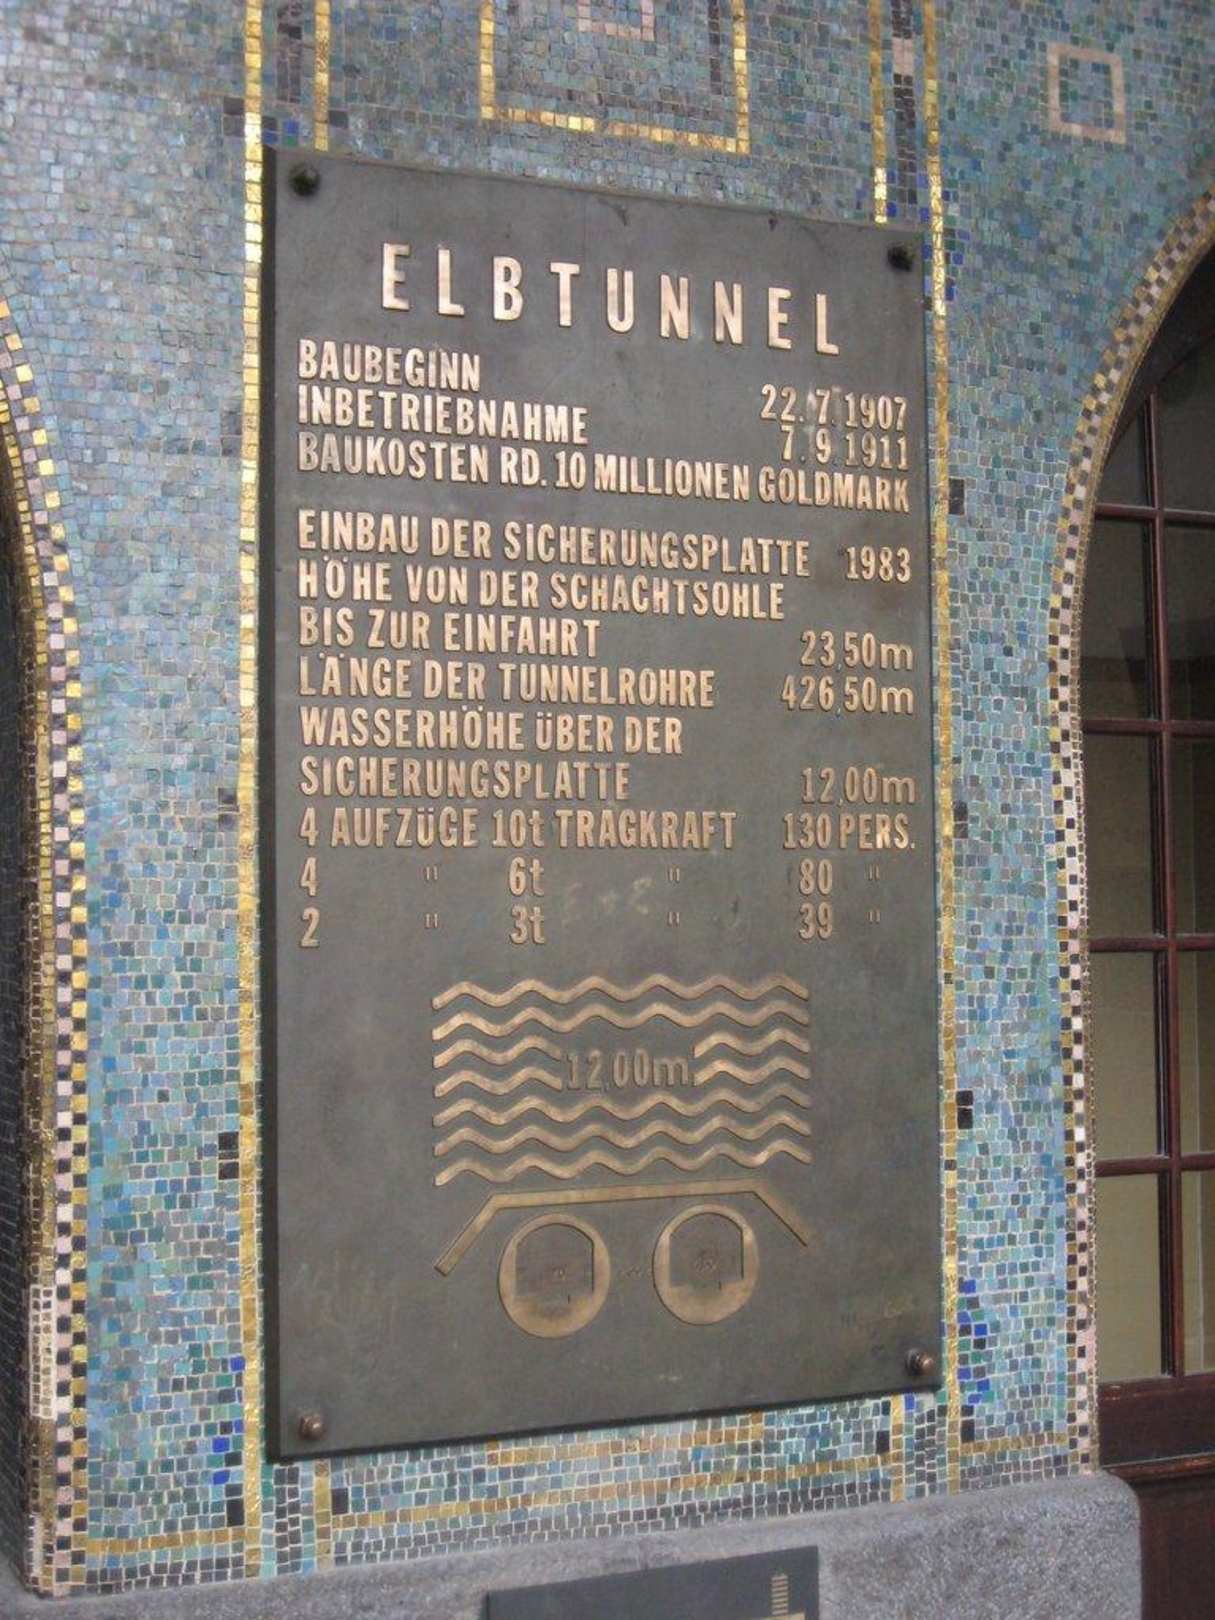 ELBTUNNEL
BAUBEGINN 22.7.1907
INBETRIEBNAHME 7.9.1911
BAUKOSTEN RD. 10 MILLIONEN GOLDMARK
EINBAU DER SICHERUNGSPLATTE 1983
HÖHE VON DER SCHACHTSOHLE
BIS ZUR EINFAHRT 23,50m
LÄNGE DER TUNNELROHRE 426,50m
WASSERHÖHE ÜBER DER
SICHERUNGSPLATTE 12,00m
4 AUFZÜGE 10t TRAGKRAFT 130 PERS.
4 " 6t " 80 "
2 " 3t " 39 "
12,00m